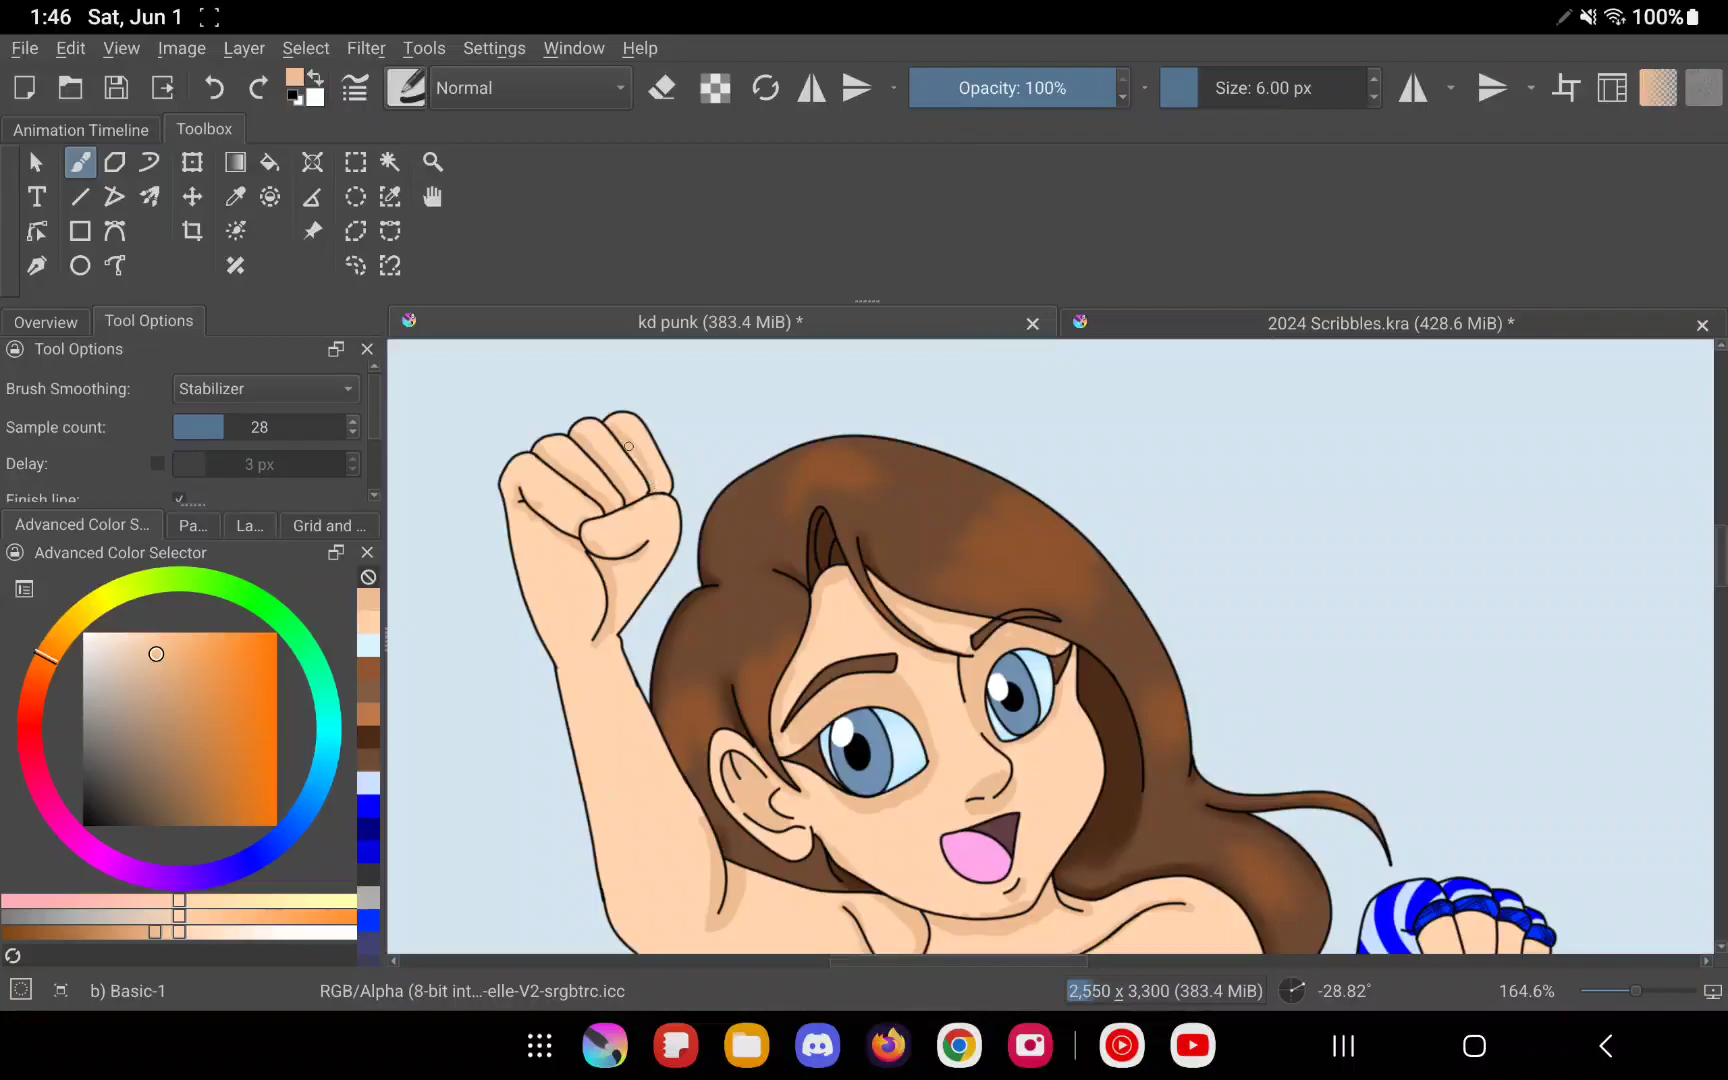 1:46 Sat, Jun 1 100%
File Edit View Image Layer Select Filter Tools Settings Window Help
Normal Opacity: 100% Size: 6.00 px
Animation Timeline Toolbox
Overview Tool Options kd punk (383.4 MiB) * 2024 Scribbles.kra (428.6 MiB) *
Tool Options
Brush Smoothing: Stabilizer
Sample count: 28
Delay: 3 px
Finish line:
Advanced Color S... Pa... La... Grid and ...
Advanced Color Selector
b) Basic-1 RGB/Alpha (8-bit int...-elle-V2-srgbtrc.icc 2,550 x 3,300 (383.4 MiB) -28.82° 164.6%